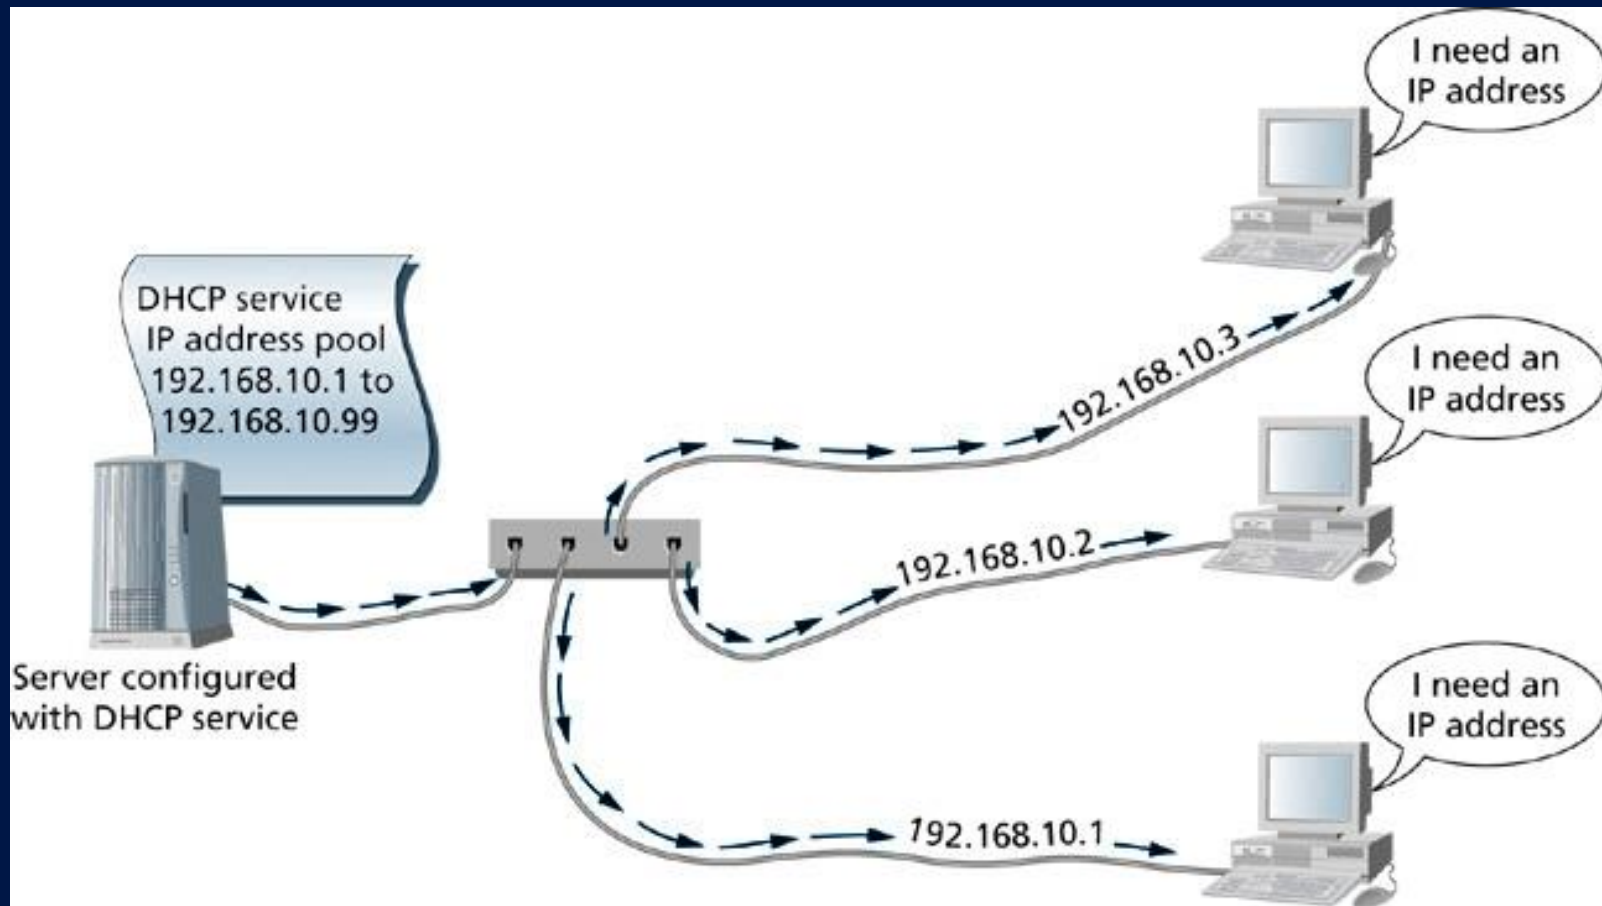 I need an
IP address
DHCP service
IP address pool
192.168.10.1 to
192.168.10.99
192.168.10.3
I need an
IP address
192.168.10.2
Server configured
with DHCP service
I need an
IP address
192.168.10.1